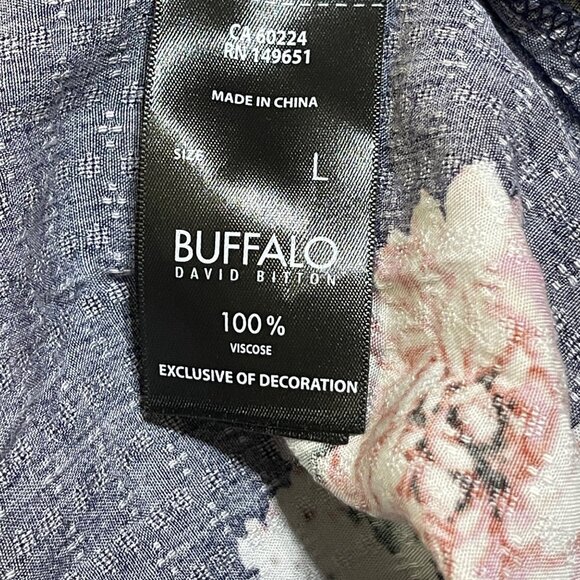 CA 60224
RN 149651
MADE IN CHINA
SIZE L
BUFFALO
DAVID BITTON
100 %
VISCOSE
EXCLUSIVE OF DECORATION